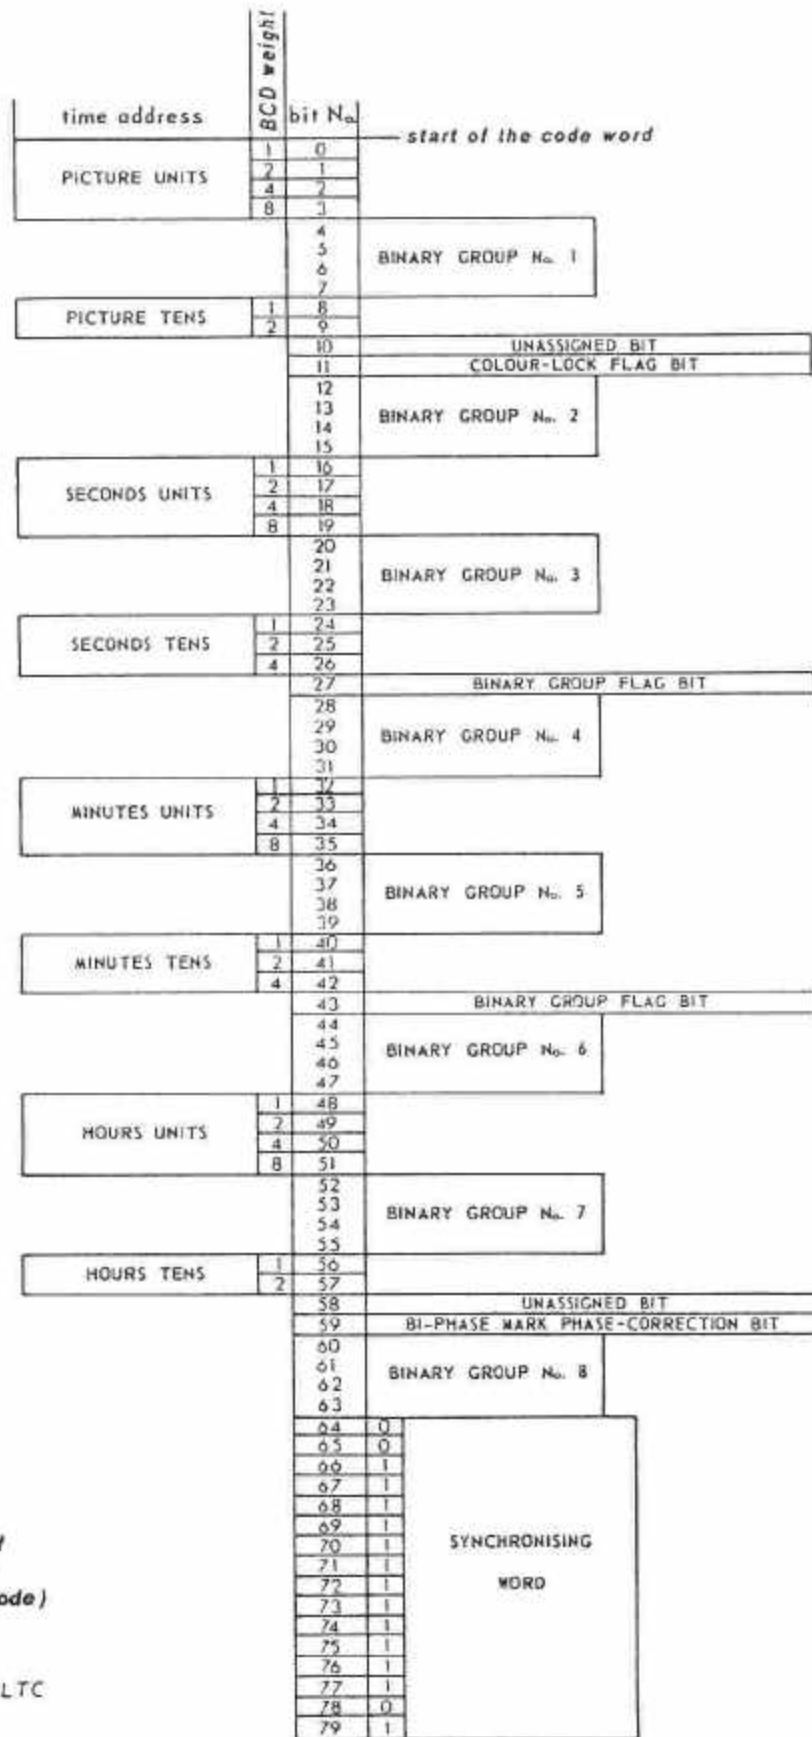 BCD weight
time address bit No.
start of the code word
PICTURE UNITS
1 0
2 1
4 2
8 3
4
5
6
7
BINARY GROUP No. 1
PICTURE TENS
1 8
2 9
10 UNASSIGNED BIT
11 COLOUR-LOCK FLAG BIT
12
13
14
15
BINARY GROUP No. 2
SECONDS UNITS
1 16
2 17
4 18
8 19
20
21
22
23
BINARY GROUP No. 3
SECONDS TENS
1 24
2 25
4 26
27 BINARY GROUP FLAG BIT
28
29
30
31
BINARY GROUP No. 4
MINUTES UNITS
1 32
2 33
4 34
8 35
36
37
38
39
BINARY GROUP No. 5
MINUTES TENS
1 40
2 41
4 42
43 BINARY GROUP FLAG BIT
44
45
46
47
BINARY GROUP No. 6
HOURS UNITS
1 48
2 49
4 50
8 51
52
53
54
55
BINARY GROUP No. 7
HOURS TENS
1 56
2 57
58 UNASSIGNED BIT
59 BI-PHASE MARK PHASE-CORRECTION BIT
60
61
62
63
BINARY GROUP No. 8
64 0
65 0
66 1
67 1
68 1
69 1
70 1
71 1
72 1
73 1
74 1
75 1
76 1
77 1
78 0
79 1
SYNCHRONISING
WORD
ode)
LTC